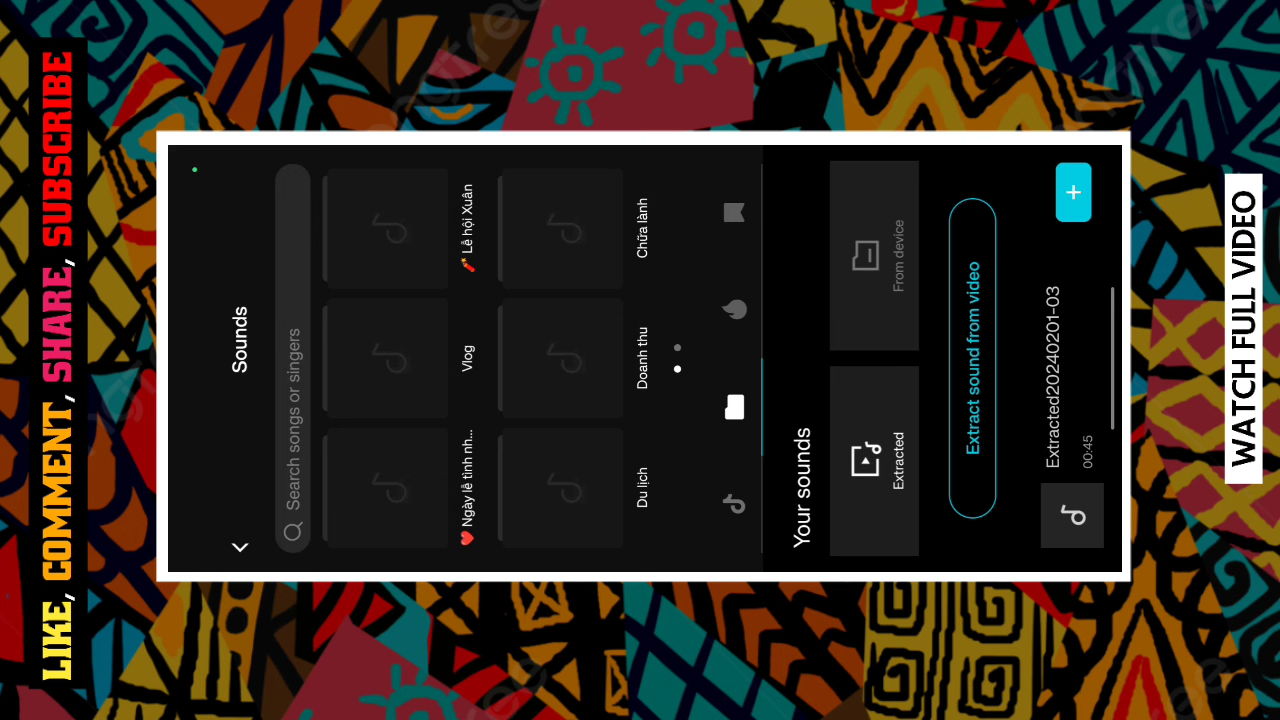 LIKE, COMMENT, SHARE, SUBSCRIBE
Sounds
Search songs or singers
❤️ Ngày lễ tình nh...
Vlog
🧨 Lễ hội Xuân
Du lịch
Doanh thu
Chữa lành
Your sounds
Extracted
From device
Extract sound from video
Extracted20240201-03
00:45
WATCH FULL VIDEO